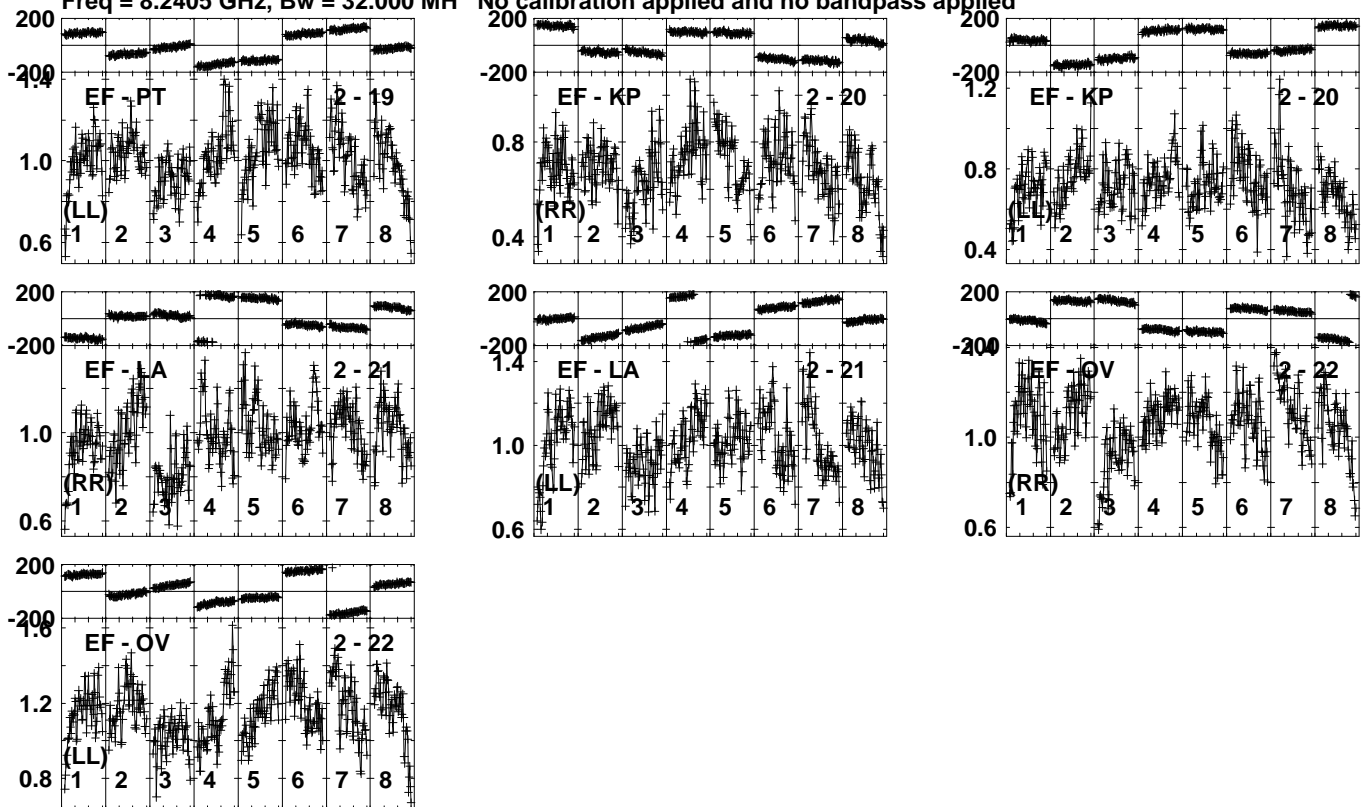 Freq = 8.2405 GHz, Bw = 32.000 MH No calibration applied and no bandpass applied
200
-200
1.4
EF - PT 2 - 19
1.0
(LL)
0.6
1 2 3 4 5 6 7 8
200
-200
EF - KP 2 - 20
0.8
(RR)
0.4
1 2 3 4 5 6 7 8
200
-200
1.2
EF - KP 2 - 20
0.8
(LL)
0.4
1 2 3 4 5 6 7 8
200
-200
EF - LA 2 - 21
1.0
(RR)
0.6
1 2 3 4 5 6 7 8
200
-200
1.4
EF - LA 2 - 21
1.0
(LL)
0.6
1 2 3 4 5 6 7 8
200
-200
1.4
EF - OV 2 - 22
1.0
(RR)
0.6
1 2 3 4 5 6 7 8
200
-200
1.6
EF - OV 2 - 22
1.2
(LL)
0.8
1 2 3 4 5 6 7 8